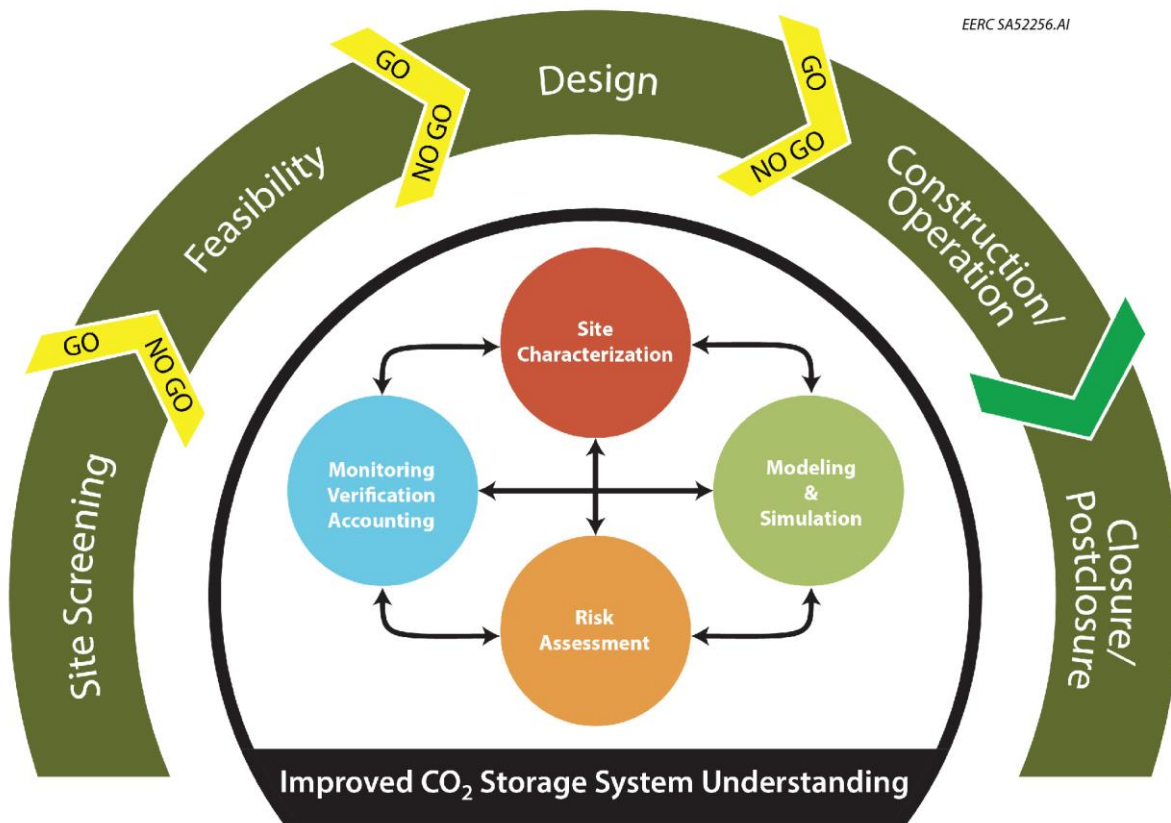 EERC SA52256.AI
Site Screening
GO
NO GO
Feasibility
GO
NO GO
Design
GO
NO GO
Construction/
Operation
Closure/
Postclosure
Site
Characterization
Monitoring
Verification
Accounting
Modeling
&
Simulation
Risk
Assessment
Improved CO₂ Storage System Understanding